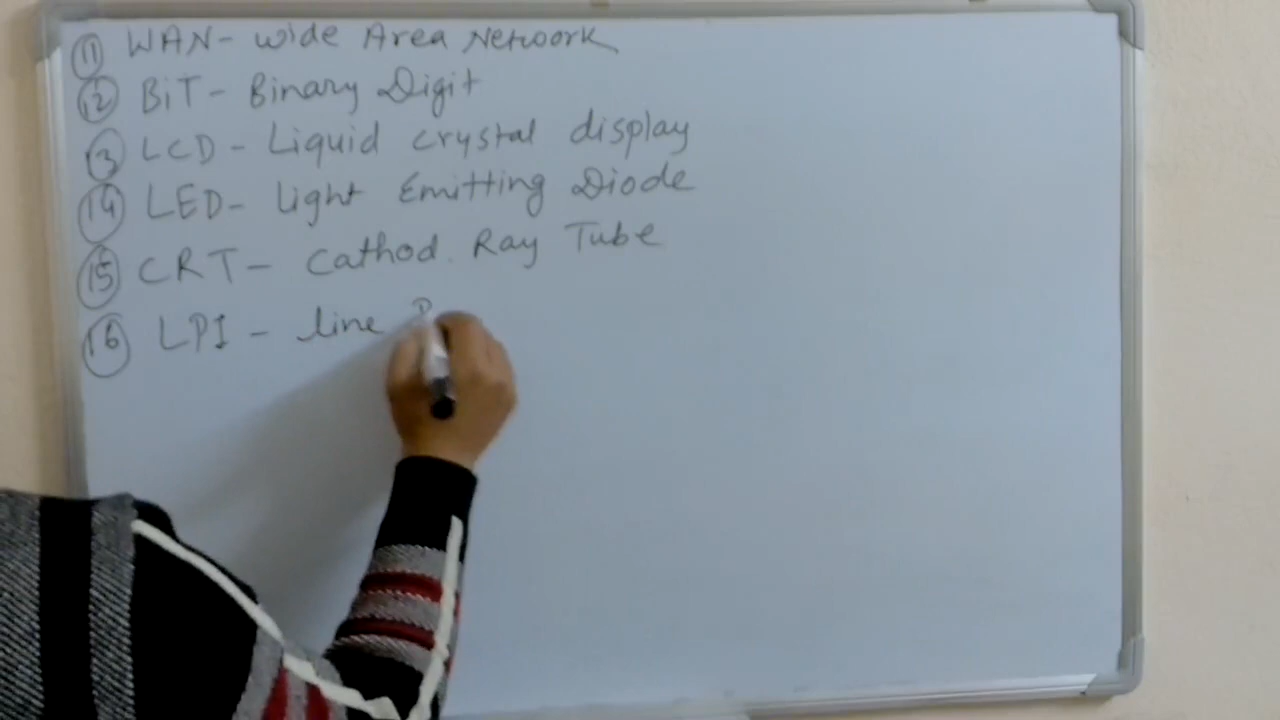 11 WAN - wide Area Network
12 BiT - Binary Digit
13 LCD - Liquid crystal display
14 LED - Light Emitting Diode
15 CRT - Cathod. Ray Tube
16 LPI - line P